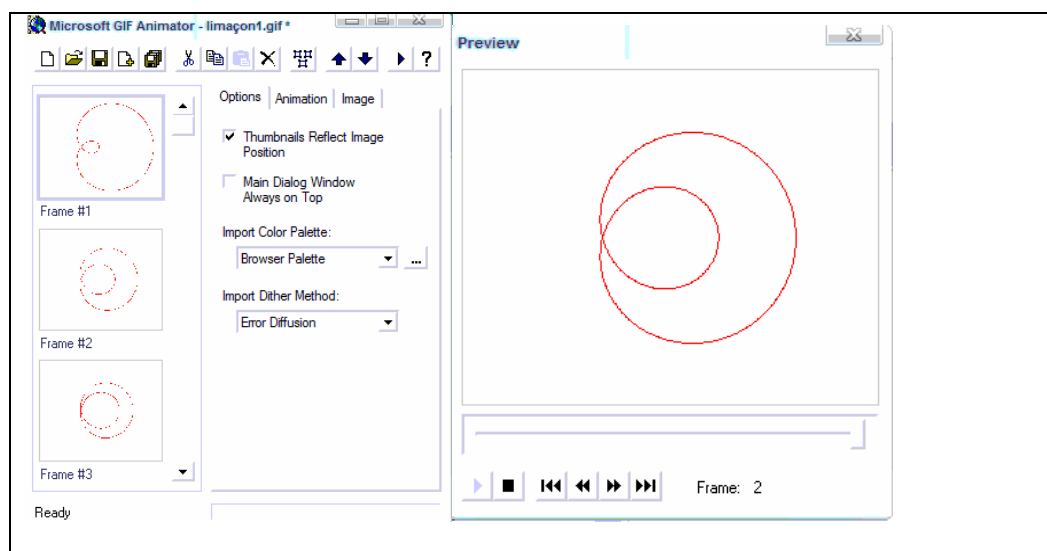 Microsoft GIF Animator - limaçon1.gif *
Options
Animation
Image
Thumbnails Reflect Image
Position
Main Dialog Window
Always on Top
Import Color Palette:
Browser Palette
...
Import Dither Method:
Error Diffusion
Frame #1
Frame #2
Frame #3
Ready
Preview
Frame: 2